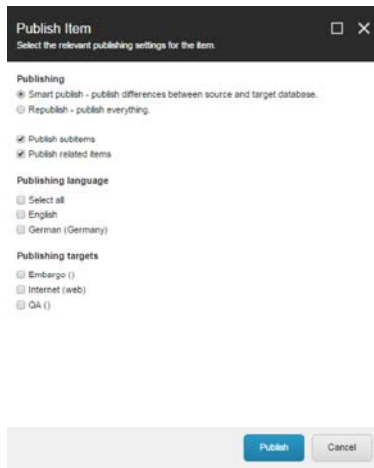 Publish Item
Select the relevant publishing settings for the item.
Publishing
Smart publish - publish differences between source and target database.
Republish - publish everything.
Publish subitems
Publish related items
Publishing language
Select all
English
German (Germany)
Publishing targets
Embargo ()
Internet (web)
QA ()
Publish Cancel